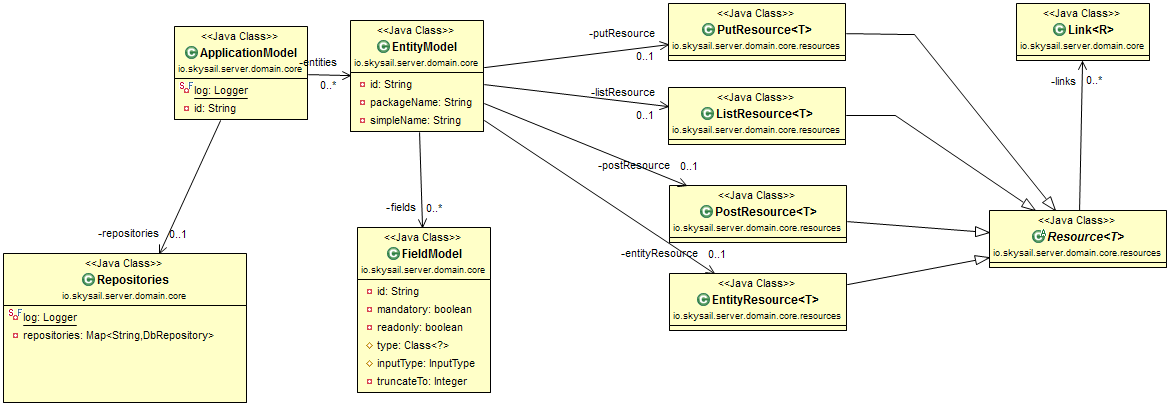 <<Java Class>>
ApplicationModel
io.skysail.server.domain.core
log: Logger
id: String
-entities
0..*
<<Java Class>>
EntityModel
io.skysail.server.domain.core
id: String
packageName: String
simpleName: String
-putResource
0..1
<<Java Class>>
PutResource<T>
io.skysail.server.domain.core.resources
-listResource
0..1
<<Java Class>>
ListResource<T>
io.skysail.server.domain.core.resources
-postResource
0..1
<<Java Class>>
PostResource<T>
io.skysail.server.domain.core.resources
-entityResource
0..1
<<Java Class>>
EntityResource<T>
io.skysail.server.domain.core.resources
<<Java Class>>
Link<R>
io.skysail.server.domain.core
-links
0..*
<<Java Class>>
Resource<T>
io.skysail.server.domain.core.resources
-repositories
0..1
<<Java Class>>
Repositories
io.skysail.server.domain.core
log: Logger
repositories: Map<String,DbRepository>
-fields
0..*
<<Java Class>>
FieldModel
io.skysail.server.domain.core
id: String
mandatory: boolean
readonly: boolean
type: Class<?>
inputType: InputType
truncateTo: Integer